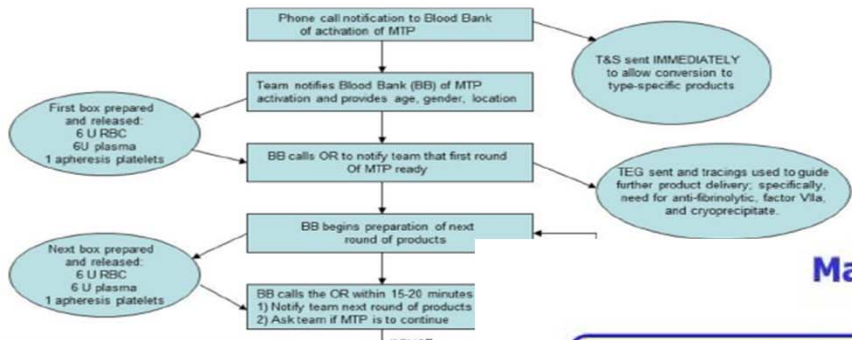 Phone call notification to Blood Bank
of activation of MTP
T&S sent IMMEDIATELY
to allow conversion to
type-specific products
Team notifies Blood Bank (BB) of MTP
activation and provides age, gender, location
First box prepared
and released:
6 U RBC
6U plasma
1 apheresis platelets
BB calls OR to notify team that first round
Of MTP ready
TEG sent and tracings used to guide
further product delivery; specifically,
need for anti-fibrinolytic, factor VIIa,
and cryoprecipitate.
BB begins preparation of next
round of products
Next box prepared
and released:
6 U RBC
6 U plasma
1 apheresis platelets
BB calls the OR within 15-20 minutes
1) Notify team next round of products
2) Ask team if MTP is to continue
Ma